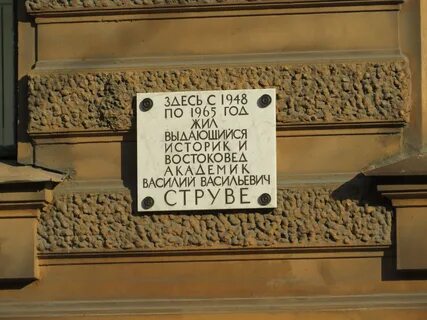 ЗДЕСЬ С 1948
ПО 1965 ГОД
ЖИЛ
ВЫДАЮЩИЙСЯ
ИСТОРИК И
ВОСТОКОВЕД
АКАДЕМИК
ВАСИЛИЙ ВАСИЛЬЕВИЧ
СТРУВЕ